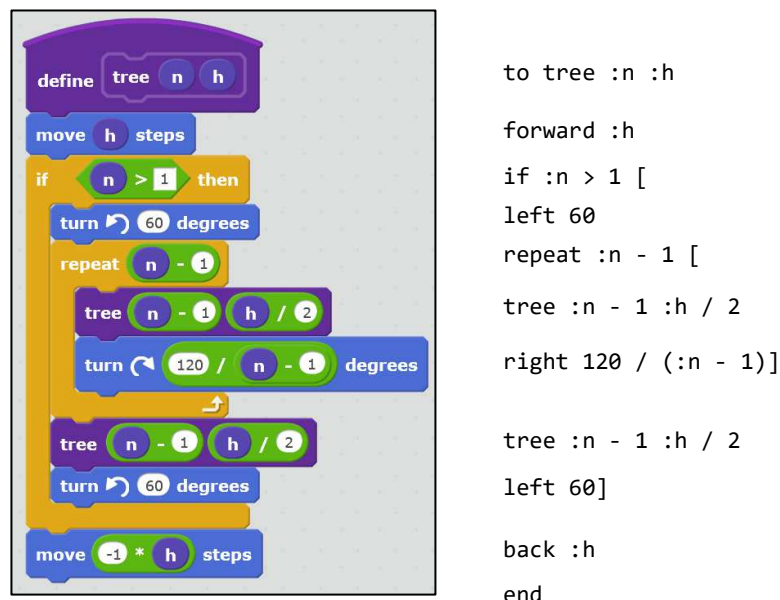 define tree n h
move h steps
if n > 1 then
turn 60 degrees
repeat n - 1
tree n - 1 h / 2
turn 120 / n - 1 degrees
tree n - 1 h / 2
turn 60 degrees
move -1 * h steps
to tree :n :h
forward :h
if :n > 1 [
left 60
repeat :n - 1 [
tree :n - 1 :h / 2
right 120 / (:n - 1)]
tree :n - 1 :h / 2
left 60]
back :h
end